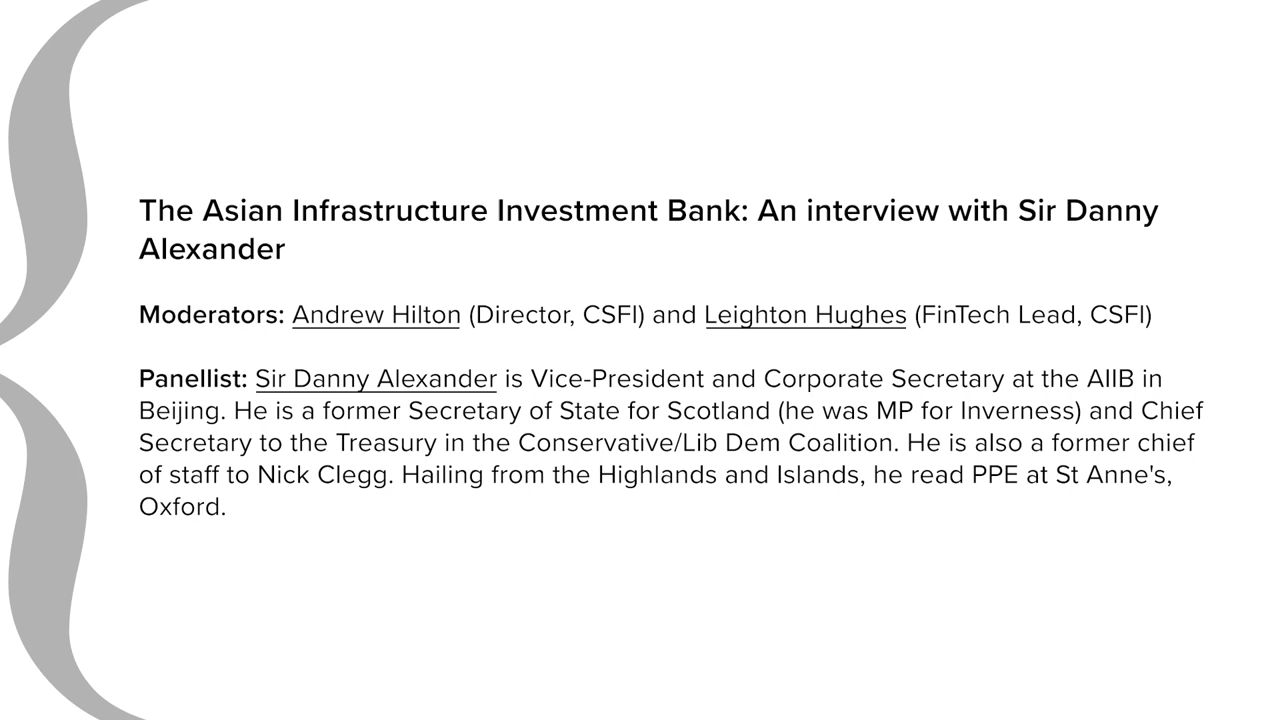 The Asian Infrastructure Investment Bank: An interview with Sir Danny
Alexander
Moderators: Andrew Hilton (Director, CSFI) and Leighton Hughes (FinTech Lead, CSFI)
Panellist: Sir Danny Alexander is Vice-President and Corporate Secretary at the AIIB in
Beijing. He is a former Secretary of State for Scotland (he was MP for Inverness) and Chief
Secretary to the Treasury in the Conservative/Lib Dem Coalition. He is also a former chief
of staff to Nick Clegg. Hailing from the Highlands and Islands, he read PPE at St Anne's,
Oxford.